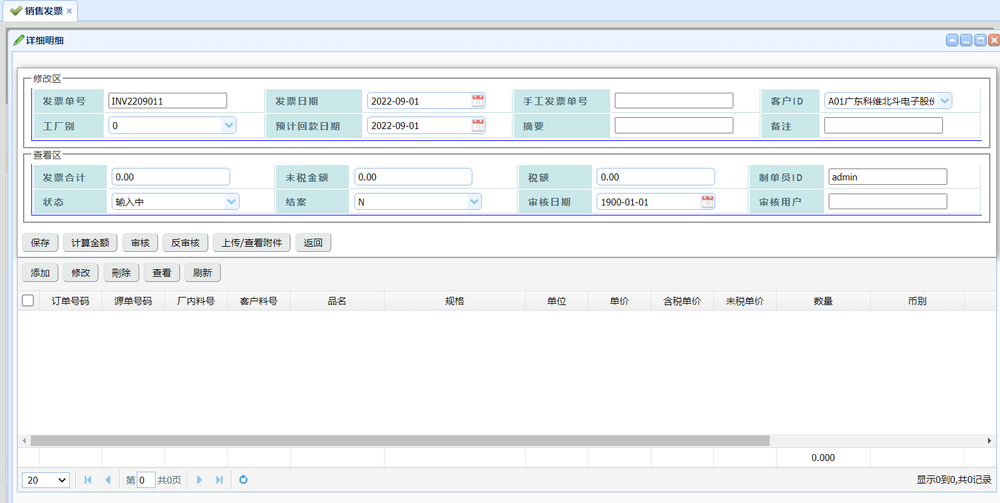 销售发票
详细明细
修改区
发票单号 INV2209011 发票日期 2022-09-01 手工发票单号 客户ID A01广东科维北斗电子股份
工厂别 0 预计回款日期 2022-09-01 摘要 备注
查看区
发票合计 0.00 未税金额 0.00 税额 0.00 制单员ID admin
状态 输入中 结案 N 审核日期 1900-01-01 审核用户
保存 计算金额 审核 反审核 上传/查看附件 返回
添加 修改 刪除 查看 刷新
订单号码 源单号码 厂内料号 客户料号 品名 规格 单位 单价 含税单价 未税单价 数量 币别
0.000
20 第 0 共0页 显示0到0,共0记录